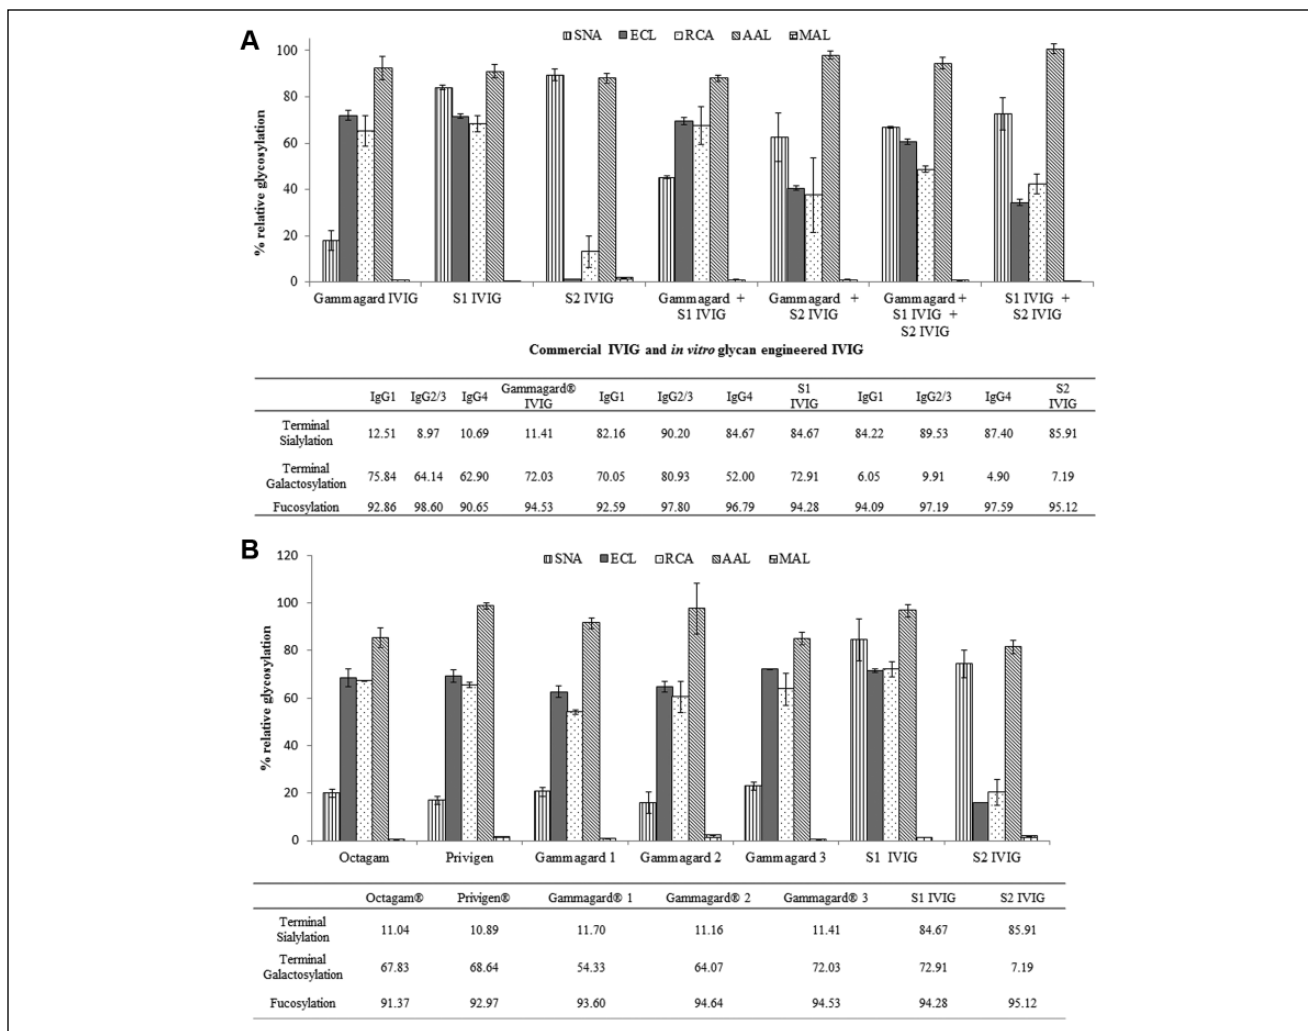 A
SNA ECL RCA AAL MAL
% relative glycosylation
100
80
60
40
20
0
Gammagard IVIG S1 IVIG S2 IVIG Gammagard + S1 IVIG Gammagard + S2 IVIG Gammagard + S1 IVIG + S2 IVIG S1 IVIG + S2 IVIG
Commercial IVIG and in vitro glycan engineered IVIG
IgG1 IgG2/3 IgG4 Gammagard® IVIG IgG1 IgG2/3 IgG4 S1 IVIG IgG1 IgG2/3 IgG4 S2 IVIG
Terminal Sialylation 12.51 8.97 10.69 11.41 82.16 90.20 84.67 84.67 84.22 89.53 87.40 85.91
Terminal Galactosylation 75.84 64.14 62.90 72.03 70.05 80.93 52.00 72.91 6.05 9.91 4.90 7.19
Fucosylation 92.86 98.60 90.65 94.53 92.59 97.80 96.79 94.28 94.09 97.19 97.59 95.12
B
SNA ECL RCA AAL MAL
% relative glycosylation
120
100
80
60
40
20
0
Octagam Privigen Gammagard 1 Gammagard 2 Gammagard 3 S1 IVIG S2 IVIG
Octagam® Privigen® Gammagard® 1 Gammagard® 2 Gammagard® 3 S1 IVIG S2 IVIG
Terminal Sialylation 11.04 10.89 11.70 11.16 11.41 84.67 85.91
Terminal Galactosylation 67.83 68.64 54.33 64.07 72.03 72.91 7.19
Fucosylation 91.37 92.97 93.60 94.64 94.53 94.28 95.12